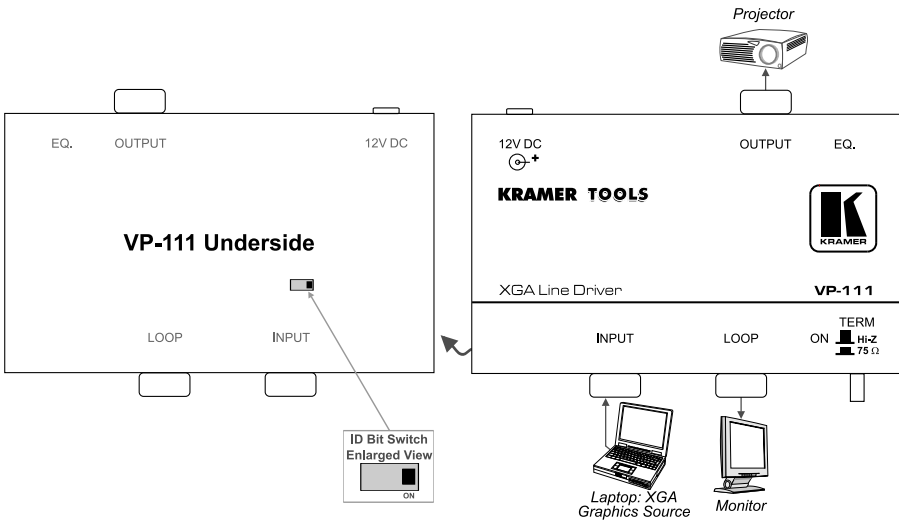 Projector
EQ.
OUTPUT
12V DC
VP-111 Underside
LOOP
INPUT
ID Bit Switch
Enlarged View
ON
12V DC
+
OUTPUT
EQ.
KRAMER TOOLS
K
KRAMER
XGA Line Driver
VP-111
INPUT
LOOP
ON
TERM
Hi-Z
75 Ω
Laptop: XGA
Graphics Source
Monitor